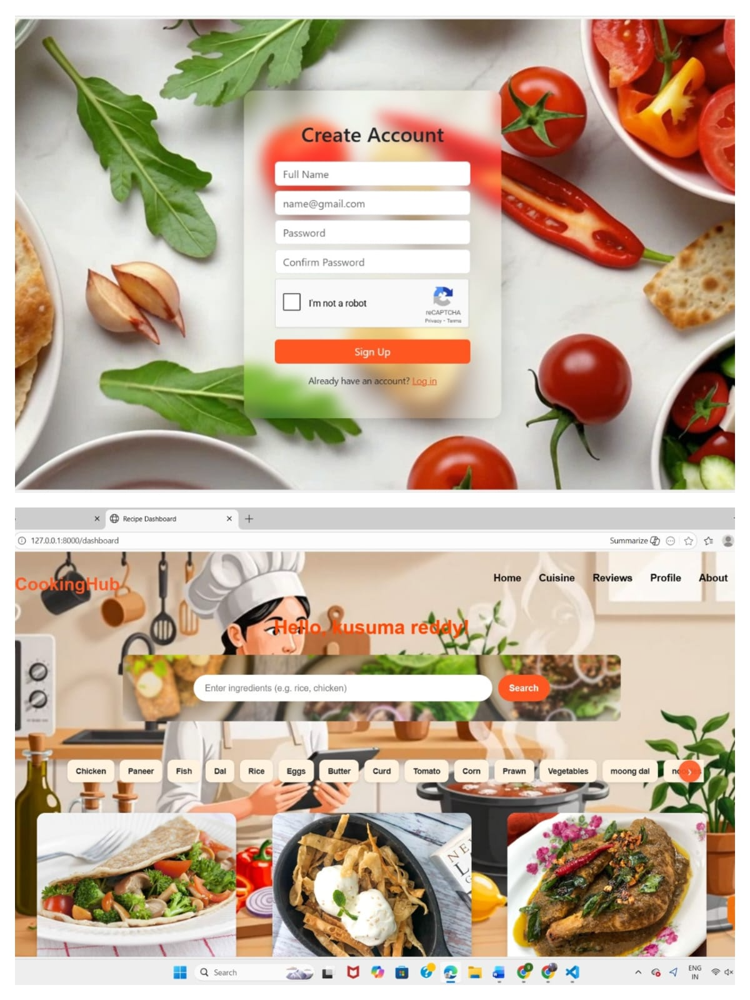 Create Account
Full Name
name@gmail.com
Password
Confirm Password
I'm not a robot
reCAPTCHA
Privacy - Terms
Sign Up
Already have an account? Log in
Recipe Dashboard
127.0.0.1:8000/dashboard
Summarize
CookingHub
Home Cuisine Reviews Profile About
Hello, kusuma reddy!
Enter ingredients (e.g. rice, chicken)
Search
Chicken Paneer Fish Dal Rice Eggs Butter Curd Tomato Corn Prawn Vegetables moong dal
NE
L
Search
ENG
IN